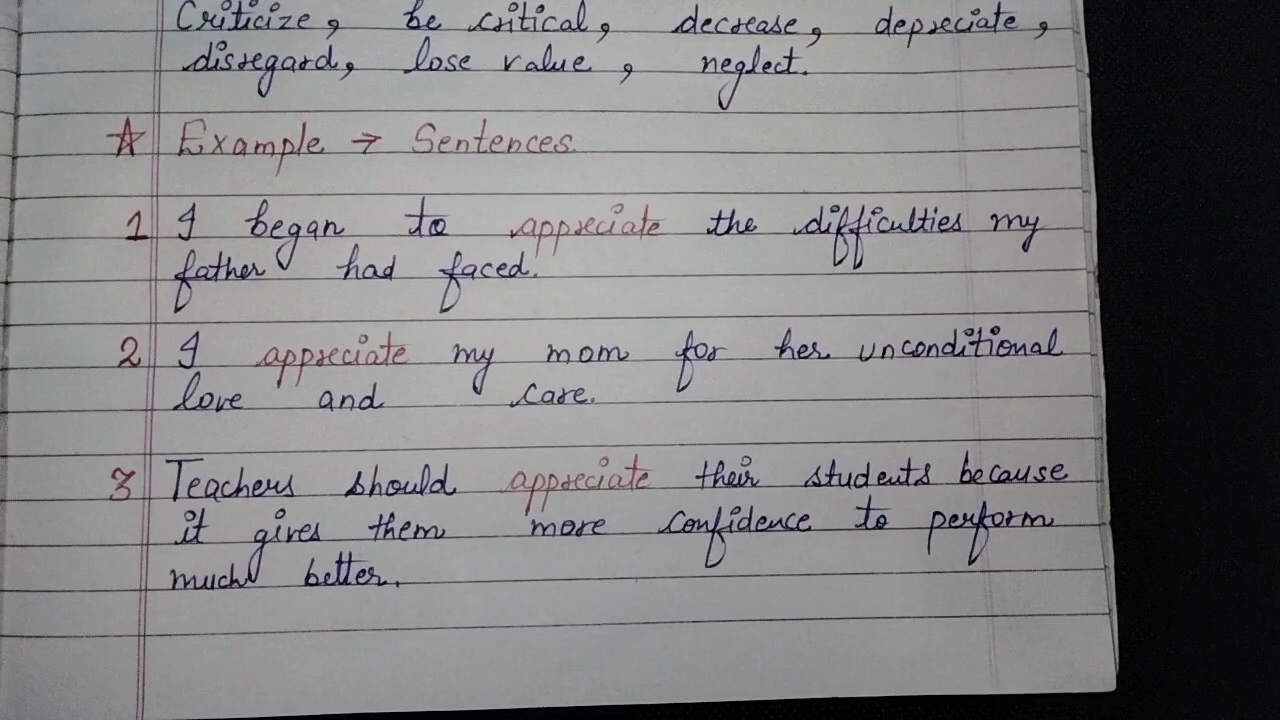 Criticize, be critical, decrease, depreciate,
disregard, lose value, neglect.
☆ Example → Sentences.
1 I began to appreciate the difficulties my
father had faced.
2 I appreciate my mom for her unconditional
love and care.
3 Teachers should appreciate their students because
it gives them more confidence to perform
much better.